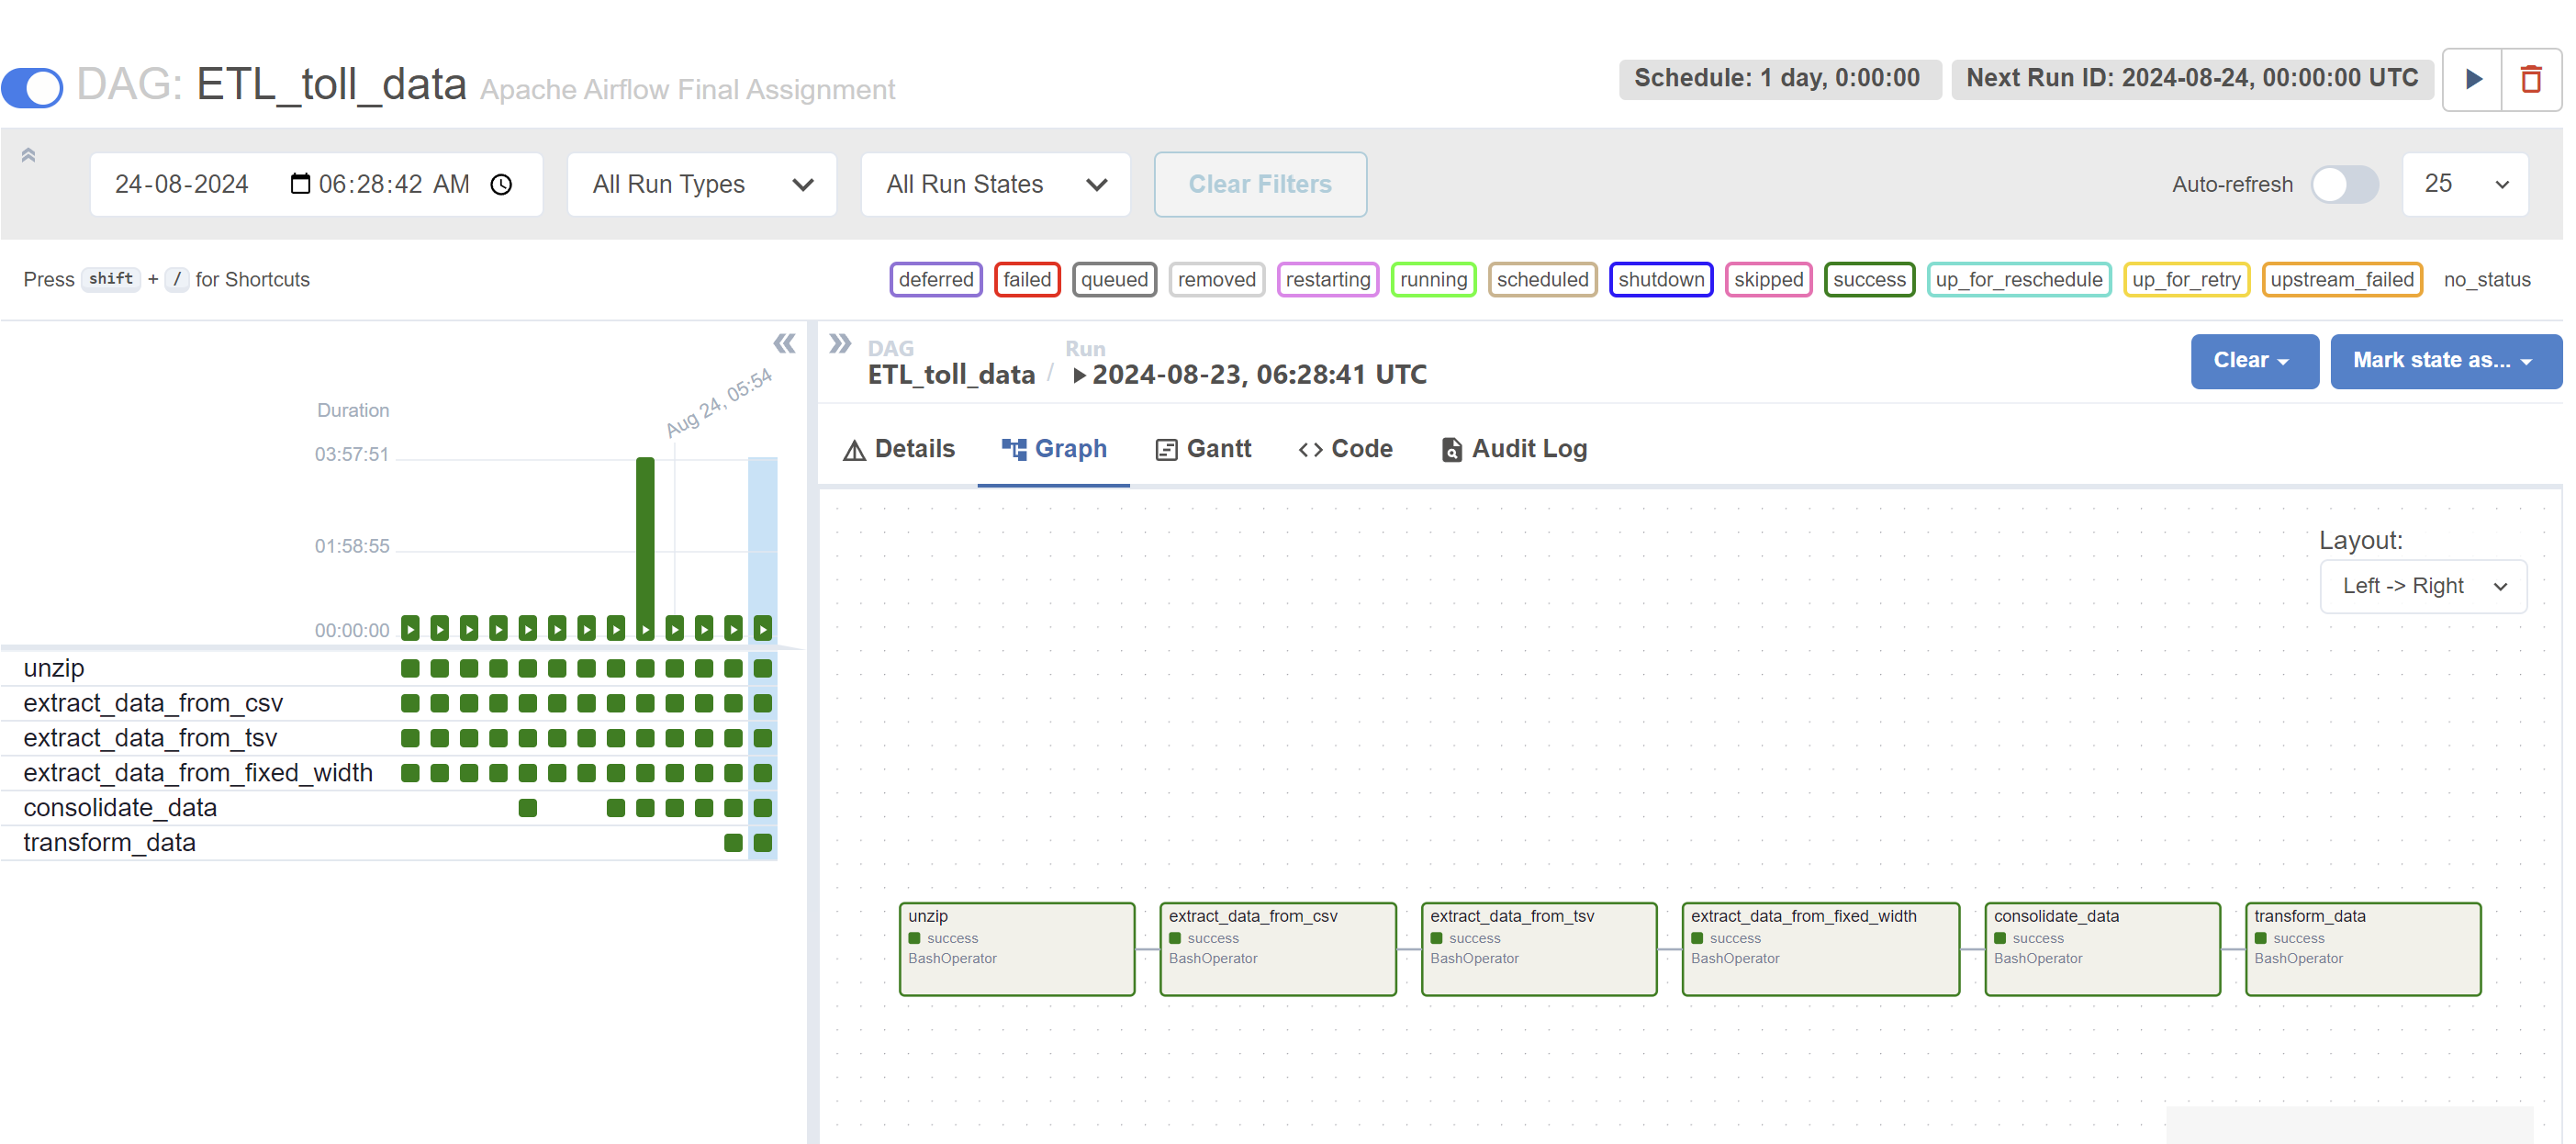 DAG: ETL_toll_data Apache Airflow Final Assignment
Schedule: 1 day, 0:00:00
Next Run ID: 2024-08-24, 00:00:00 UTC
24-08-2024 06:28:42 AM
All Run Types
All Run States
Clear Filters
Auto-refresh
25
Press shift + / for Shortcuts
deferred failed queued removed restarting running scheduled shutdown skipped success up_for_reschedule up_for_retry upstream_failed no_status
Duration
Aug 24, 05:54
03:57:51
01:58:55
00:00:00
unzip
extract_data_from_csv
extract_data_from_tsv
extract_data_from_fixed_width
consolidate_data
transform_data
DAG
ETL_toll_data /
Run
2024-08-23, 06:28:41 UTC
Clear
Mark state as...
Details
Graph
Gantt
Code
Audit Log
Layout:
Left -> Right
unzip
success
BashOperator
extract_data_from_csv
success
BashOperator
extract_data_from_tsv
success
BashOperator
extract_data_from_fixed_width
success
BashOperator
consolidate_data
success
BashOperator
transform_data
success
BashOperator